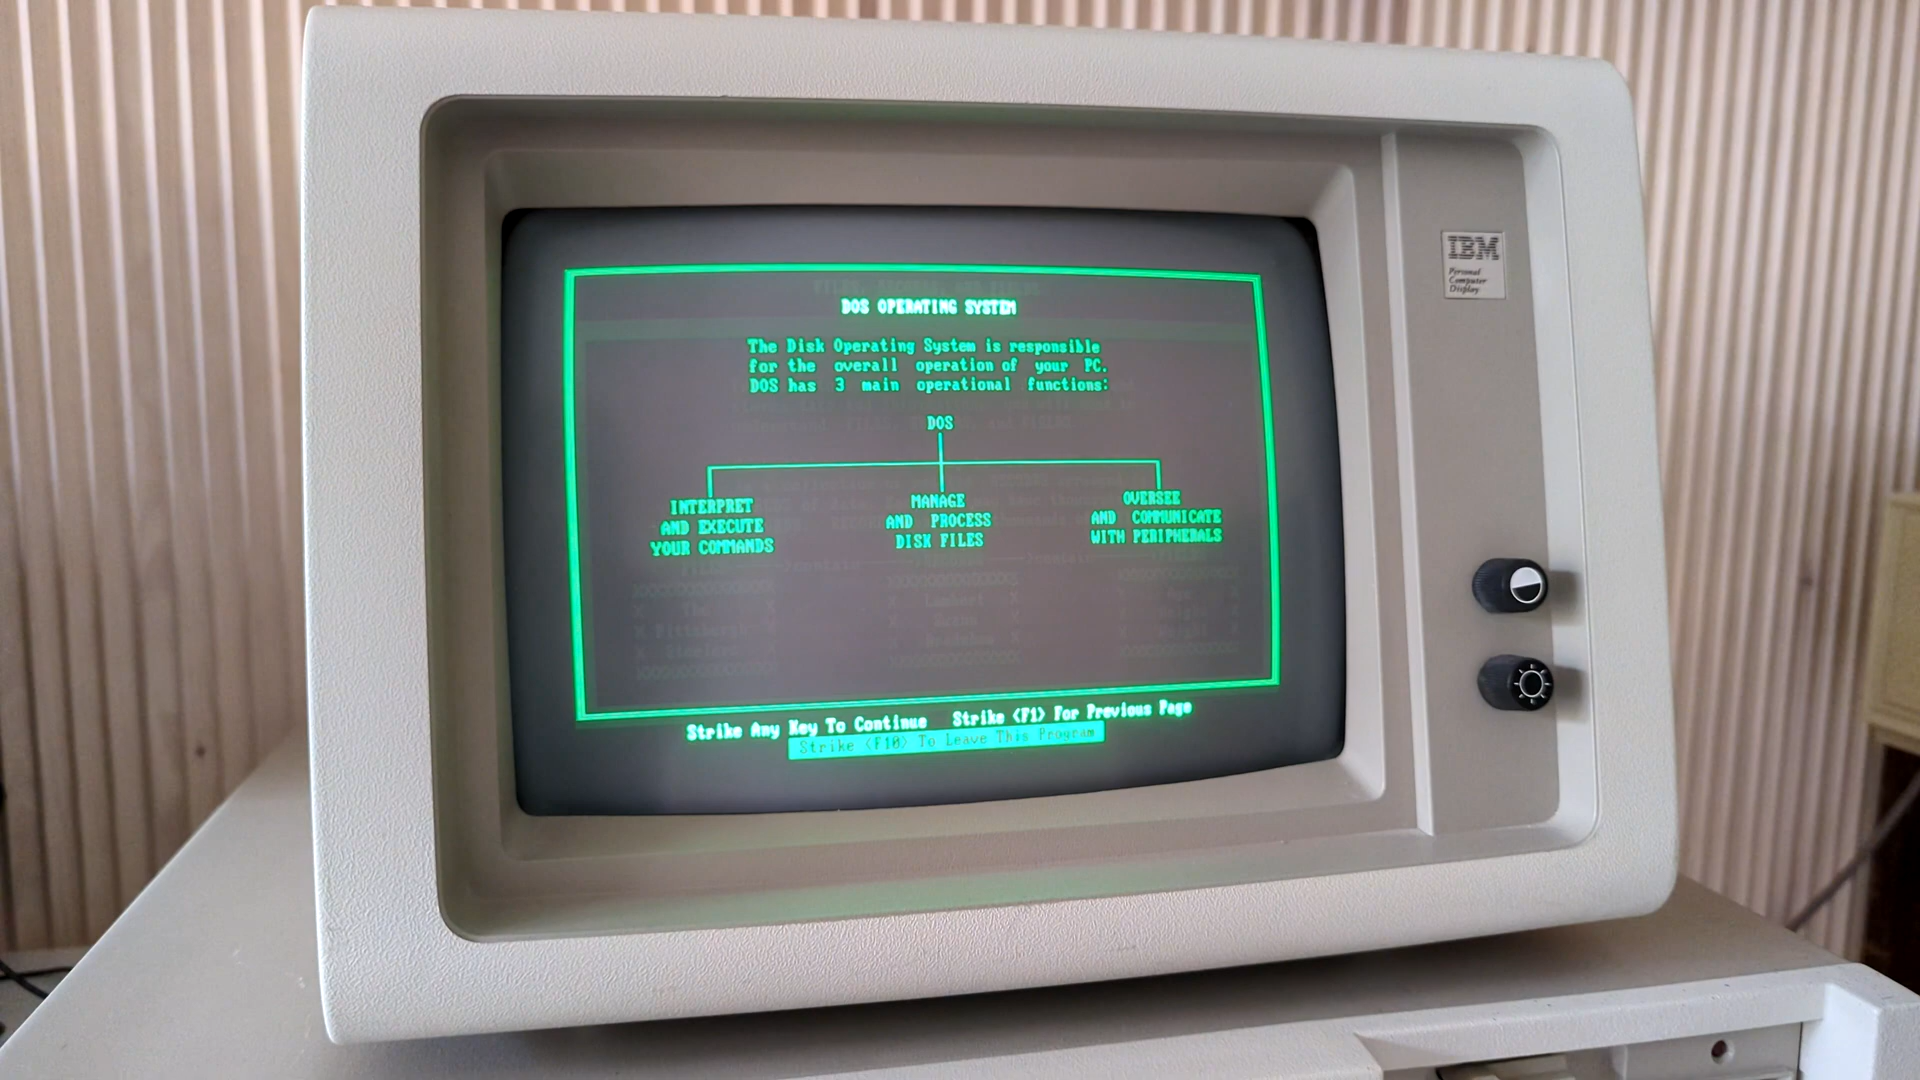 DOS OPERATING SYSTEM
The Disk Operating System is responsible
for the overall operation of your PC.
DOS has 3 main operational functions:
DOS
INTERPRET
AND EXECUTE
YOUR COMMANDS
MANAGE
AND PROCESS
DISK FILES
OVERSEE
AND COMMUNICATE
WITH PERIPHERALS
Strike Any Key To Continue Strike <F1> For Previous Page
Strike <F10> To Leave This Program
IBM
Personal
Computer
Display